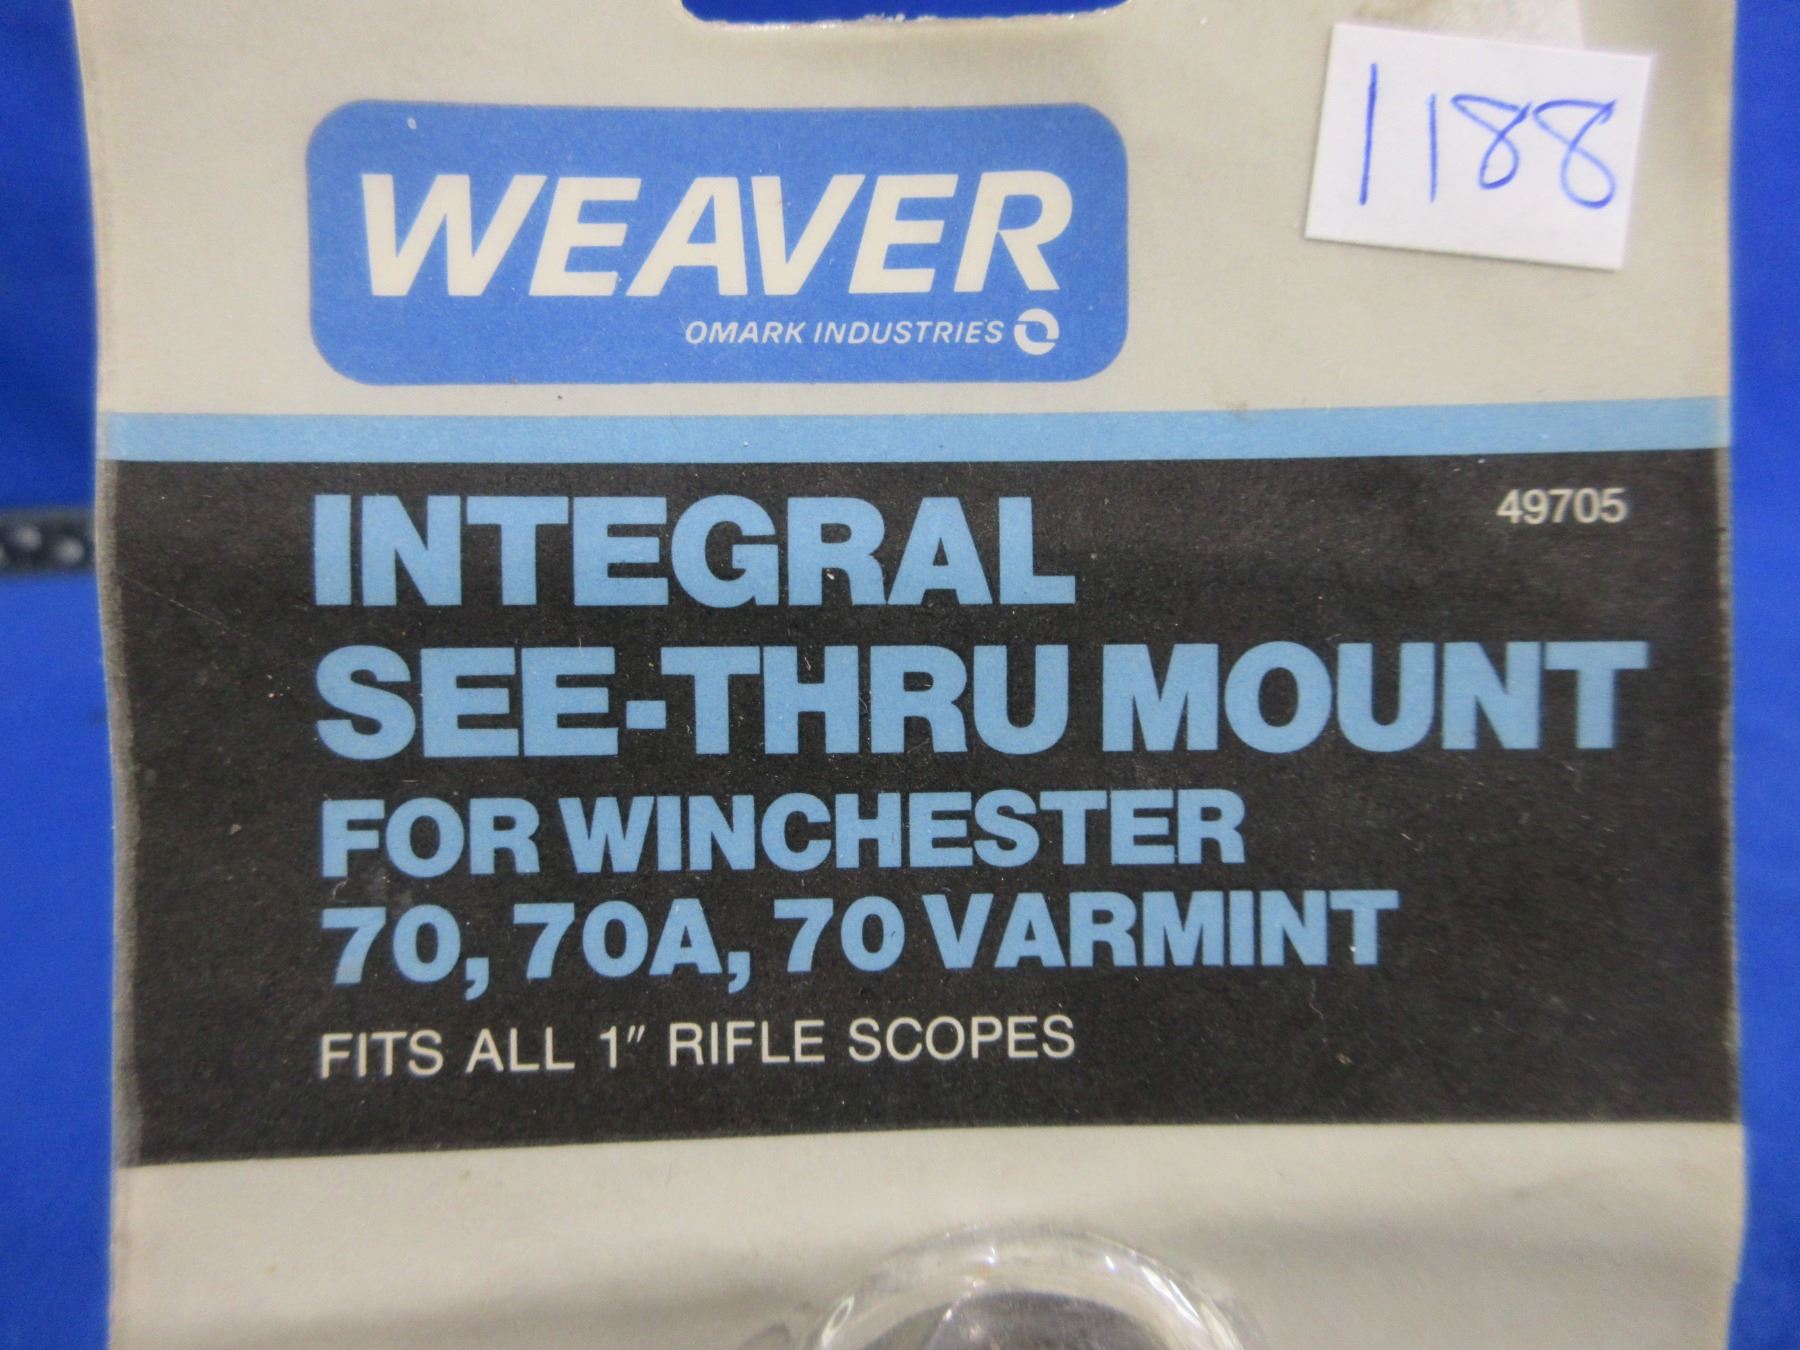 1188
WEAVER
OMARK INDUSTRIES
49705
INTEGRAL
SEE-THRU MOUNT
FOR WINCHESTER
70, 70A, 70 VARMINT
FITS ALL 1" RIFLE SCOPES